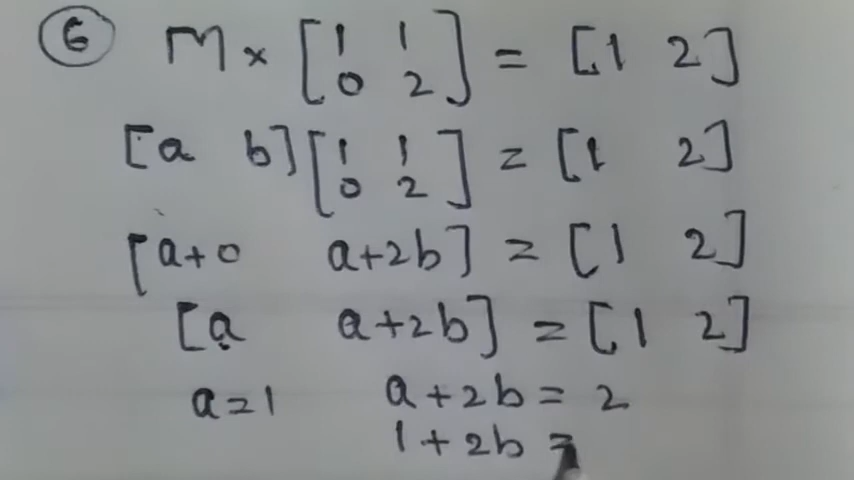 6 M × [1 1 0 2] = [1 2]
[a b] [1 1 0 2] = [1 2]
[a+0 a+2b] = [1 2]
[a a+2b] = [1 2]
a=1 a+2b = 2
1+2b =